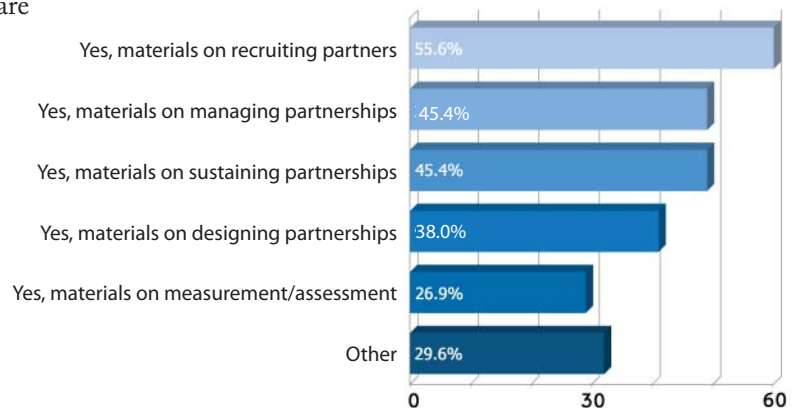 are
Yes, materials on recruiting partners 55.6%
Yes, materials on managing partnerships 45.4%
Yes, materials on sustaining partnerships 45.4%
Yes, materials on designing partnerships 38.0%
Yes, materials on measurement/assessment 26.9%
Other 29.6%
0 30 60